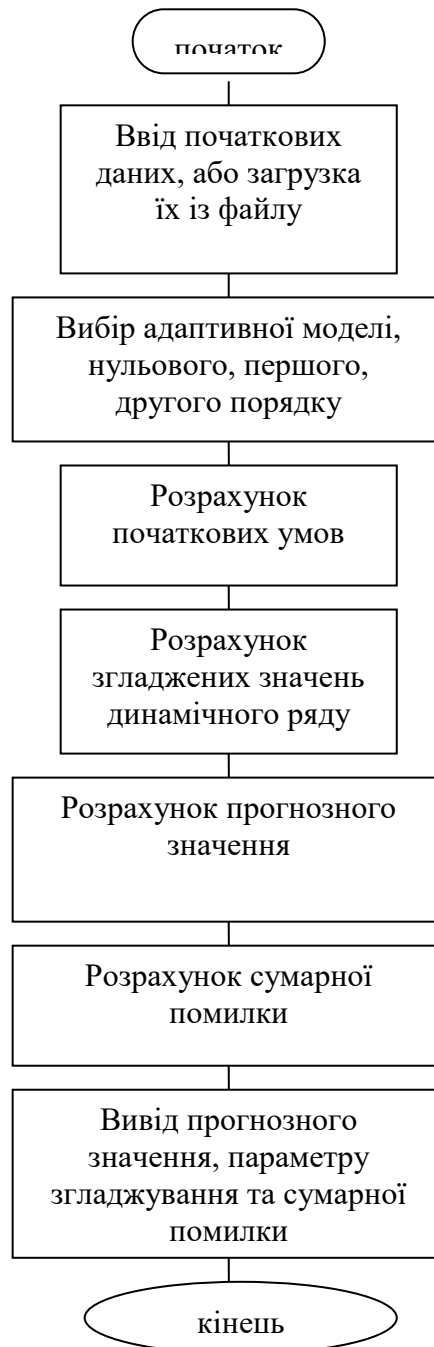 початок
Ввід початкових
даних, або загрузка
їх із файлу
Вибір адаптивної моделі,
нульового, першого,
другого порядку
Розрахунок
початкових умов
Розрахунок
згладжених значень
динамічного ряду
Розрахунок прогнозного
значення
Розрахунок сумарної
помилки
Вивід прогнозного
значення, параметру
згладжування та сумарної
помилки
кінець